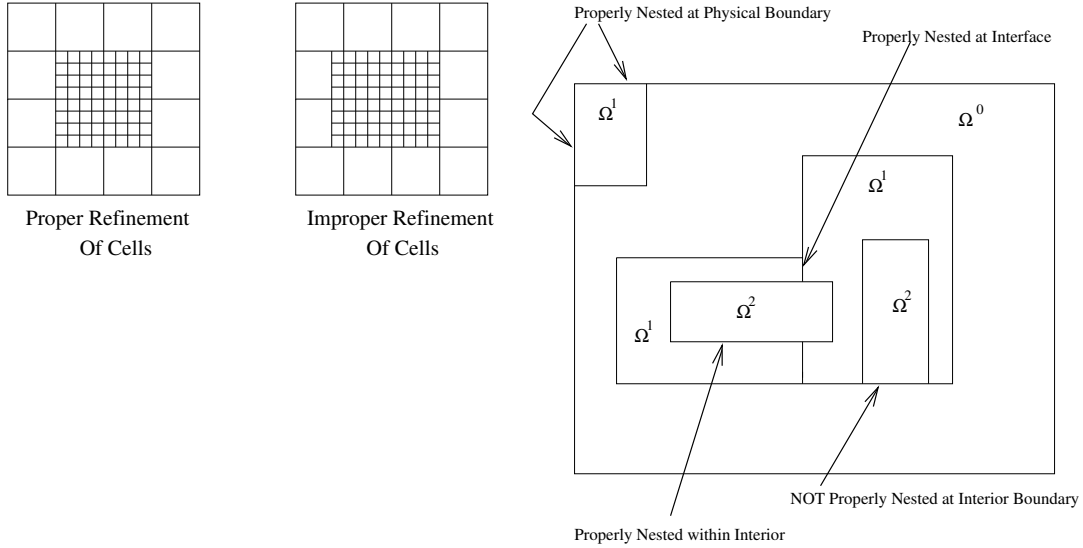 Proper Refinement
Of Cells
Improper Refinement
Of Cells
Properly Nested at Physical Boundary
Properly Nested at Interface
Ω1
Ω0
Ω1
Ω2
Ω2
Ω1
NOT Properly Nested at Interior Boundary
Properly Nested within Interior